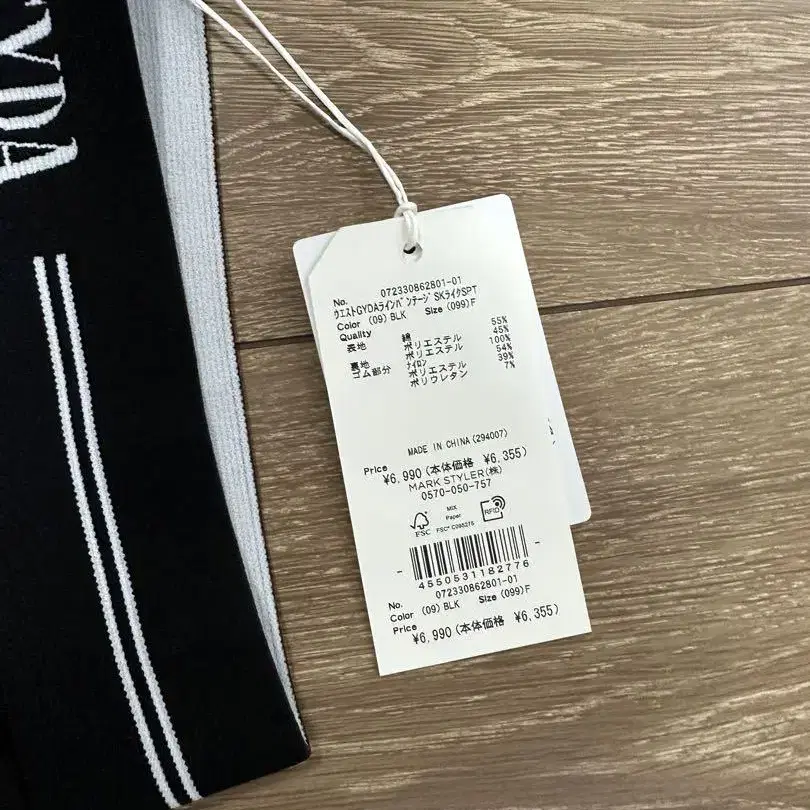 GYDA
No. 072330862801-01
ウエストGYDAラインバンテージSKライクSPT
Color (09) BLK Size (099)F
Quality
表地 綿 55%
ポリエステル 45%
裏地 ポリエステル 100%
ゴム部分 ナイロン 54%
ポリエステル 39%
ポリウレタン 7%
MADE IN CHINA (294007)
Price
¥6,990 (本体価格 ¥6,355)
MARK STYLER(株)
0570-050-757
FSC
MIX
Paper
FSC® C095215
RFID
4550531182776
No. 072330862801-01
Color (09) BLK Size (099)F
Price
¥6,990 (本体価格 ¥6,355)